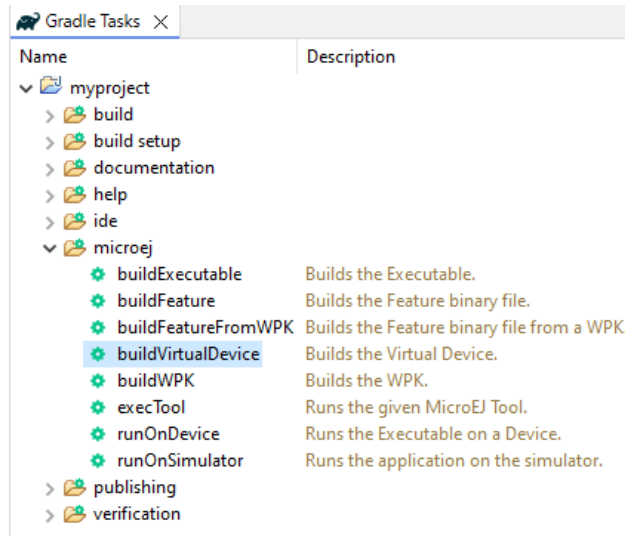 Gradle Tasks
Name Description
myproject
build
build setup
documentation
help
ide
microej
buildExecutable Builds the Executable.
buildFeature Builds the Feature binary file.
buildFeatureFromWPK Builds the Feature binary file from a WPK
buildVirtualDevice Builds the Virtual Device.
buildWPK Builds the WPK.
execTool Runs the given MicroEJ Tool.
runOnDevice Runs the Executable on a Device.
runOnSimulator Runs the application on the simulator.
publishing
verification